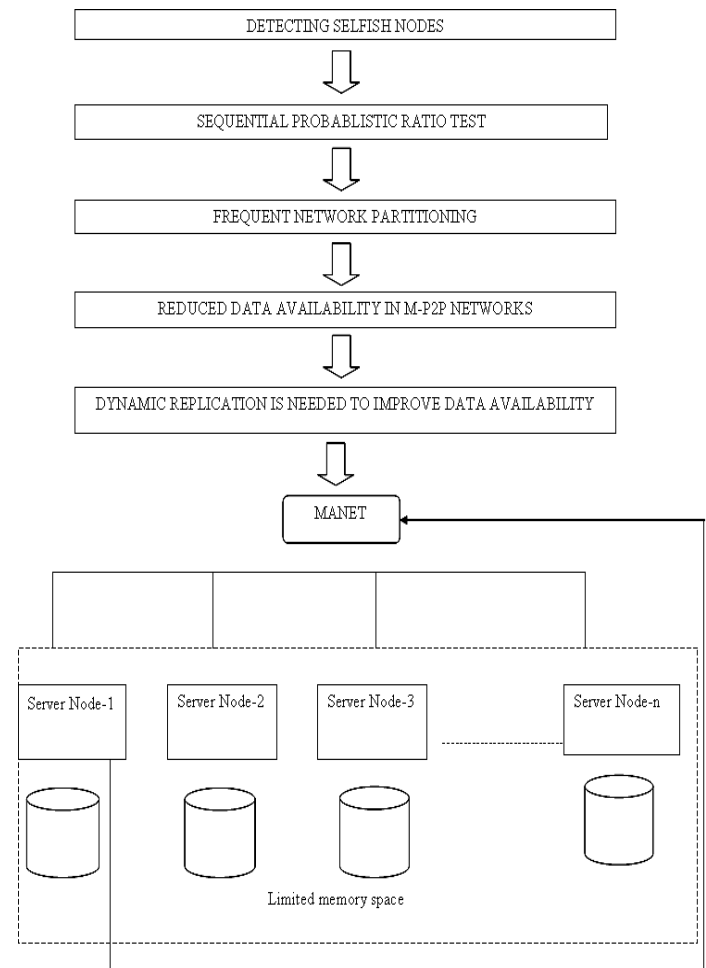 DETECTING SELFISH NODES
SEQUENTIAL PROBABLISTIC RATIO TEST
FREQUENT NETWORK PARTITIONING
REDUCED DATA AVAILABILITY IN M-P2P NETWORKS
DYNAMIC REPLICATION IS NEEDED TO IMPROVE DATA AVAILABILITY
MANET
Server Node-1
Server Node-2
Server Node-3
Server Node-n
Limited memory space